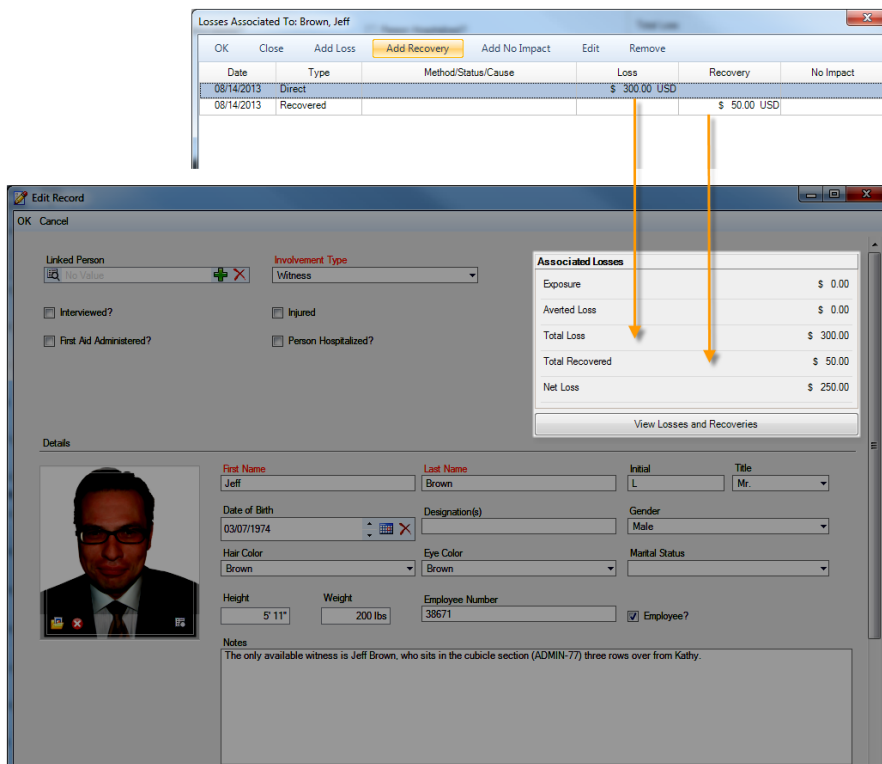 Losses Associated To: Brown, Jeff
OK Close Add Loss Add Recovery Add No Impact Edit Remove
Date Type Method/Status/Cause Loss Recovery No Impact
08/14/2013 Direct $ 300.00 USD
08/14/2013 Recovered $ 50.00 USD
Edit Record
OK Cancel
Linked Person Involvement Type
No Value Witness
Interviewed? Injured
First Aid Administered? Person Hospitalized?
Associated Losses
Exposure $ 0.00
Averted Loss $ 0.00
Total Loss $ 300.00
Total Recovered $ 50.00
Net Loss $ 250.00
View Losses and Recoveries
Details
First Name Last Name Initial Title
Jeff Brown L Mr.
Date of Birth Designation(s) Gender
03/07/1974 Male
Hair Color Eye Color Marital Status
Brown Brown
Height Weight Employee Number
5' 11" 200 lbs 38671 Employee?
Notes
The only available witness is Jeff Brown, who sits in the cubicle section (ADMIN-77) three rows over from Kathy.